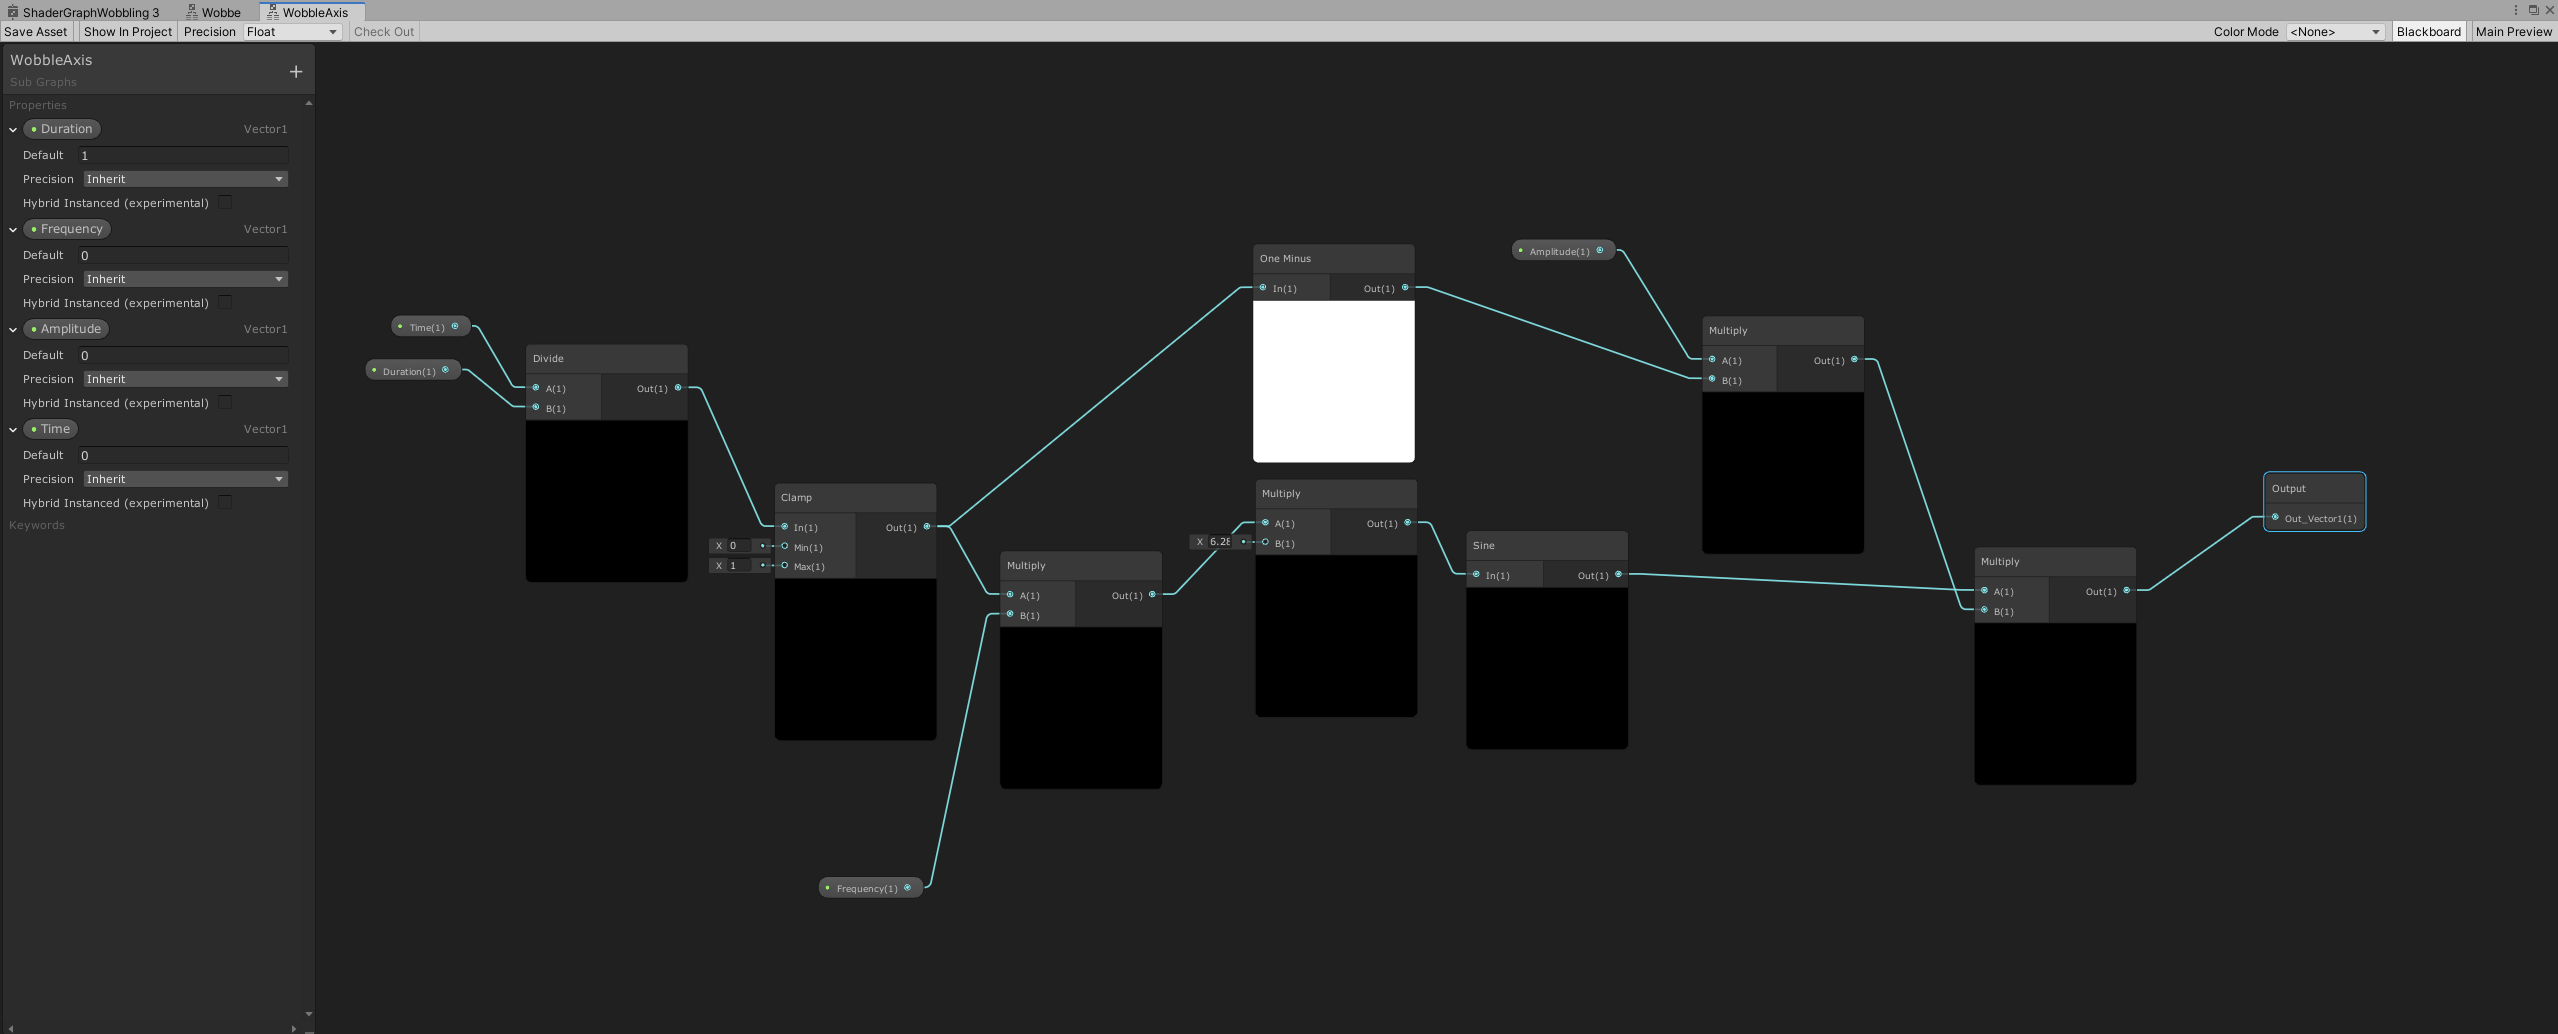 ShaderGraphWobbling 3 Wobbe WobbleAxis
Save Asset Show In Project Precision Float Check Out Color Mode <None> Blackboard Main Preview
WobbleAxis
Sub Graphs
Properties
Duration Vector1
Default 1
Precision Inherit
Hybrid Instanced (experimental)
Frequency Vector1
Default 0
Precision Inherit
Hybrid Instanced (experimental)
Amplitude Vector1
Default 0
Precision Inherit
Hybrid Instanced (experimental)
Time Vector1
Default 0
Precision Inherit
Hybrid Instanced (experimental)
Keywords
Time(1)
Duration(1)
Divide
A(1) Out(1)
B(1)
Clamp
In(1) Out(1)
X 0 Min(1)
X 1 Max(1)
Frequency(1)
Multiply
A(1) Out(1)
B(1)
One Minus
In(1) Out(1)
Multiply
A(1) Out(1)
X 6.28 B(1)
Sine
In(1) Out(1)
Amplitude(1)
Multiply
A(1) Out(1)
B(1)
Multiply
A(1) Out(1)
B(1)
Output
Out_Vector1(1)